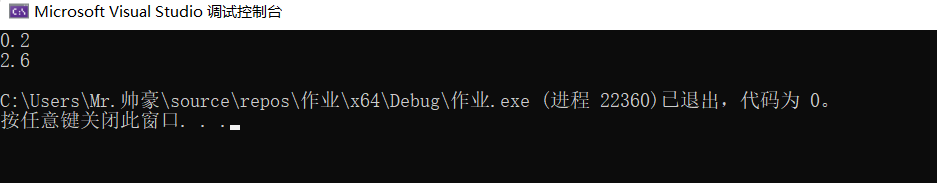 Microsoft Visual Studio 调试控制台
0.2
2.6
C:\Users\Mr.帅豪\source\repos\作业\x64\Debug\作业.exe (进程 22360)已退出，代码为 0。
按任意键关闭此窗口. . .